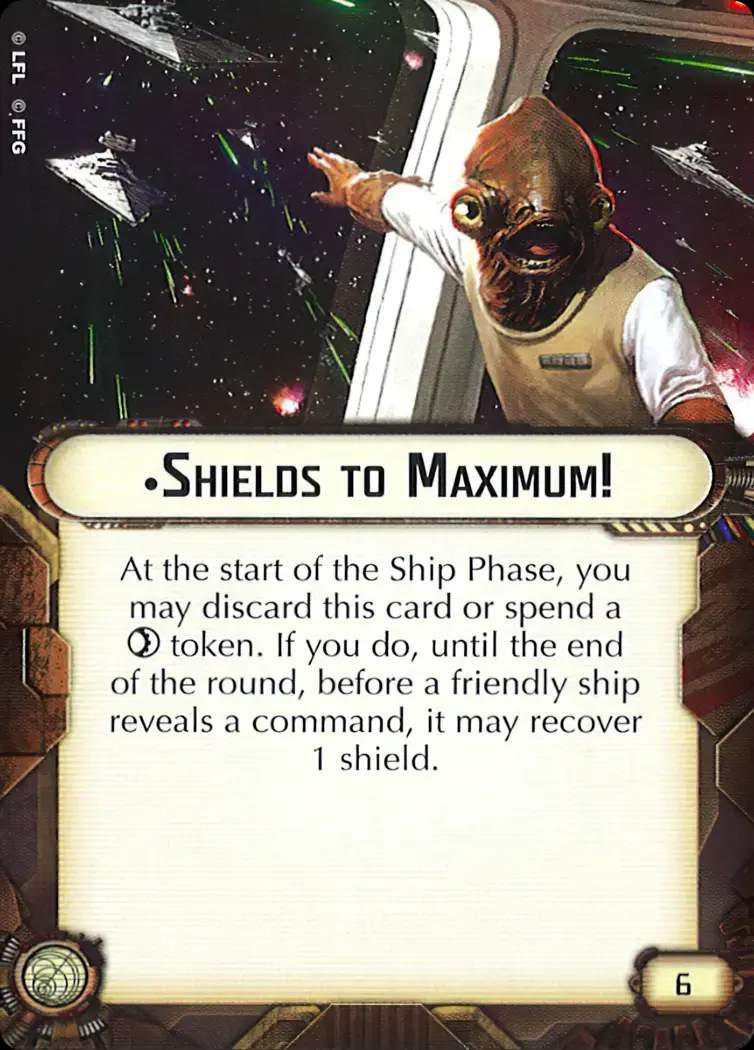 © LFL © FFG
•Shields to Maximum!
At the start of the Ship Phase, you
may discard this card or spend a
token. If you do, until the end
of the round, before a friendly ship
reveals a command, it may recover
1 shield.
6